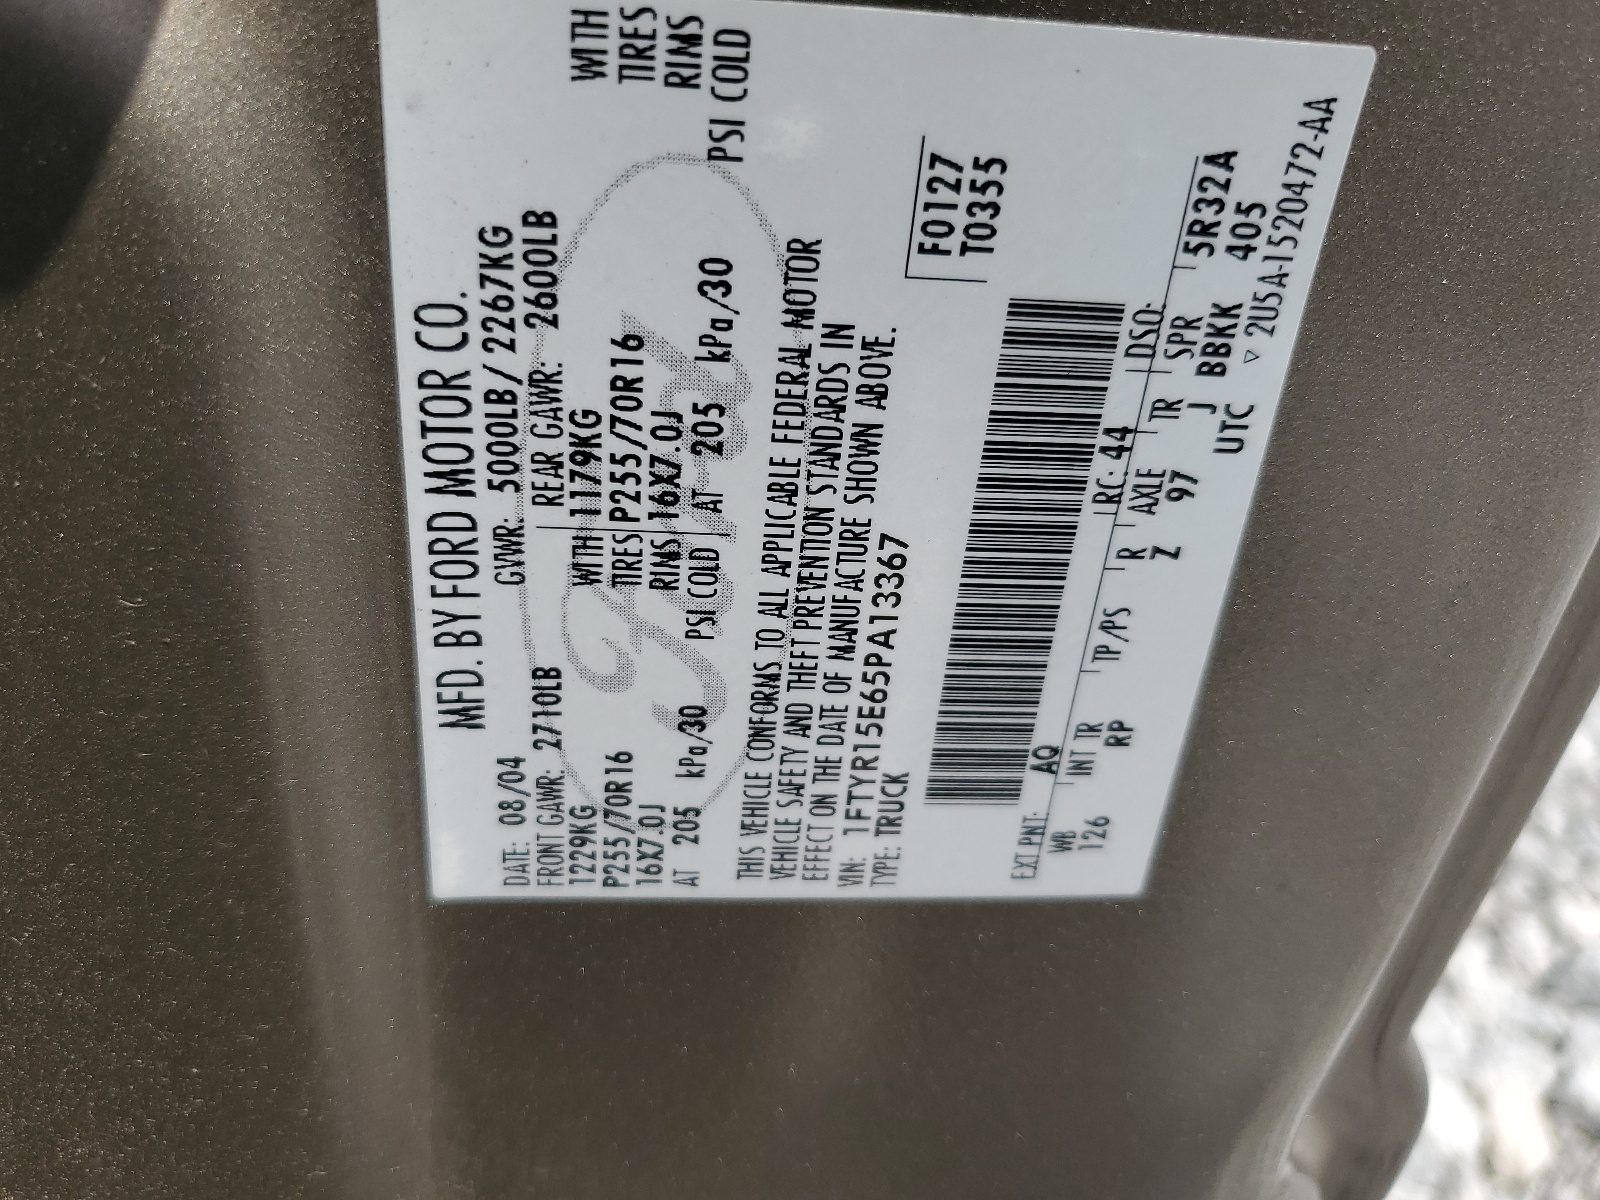 MFD. BY FORD MOTOR CO.
DATE: 08/04 GVWR: 5000LB/ 2267KG
FRONT GAWR: 2710LB REAR GAWR: 2600LB
1229KG WITH 1179KG WITH
P255/70R16 TIRES P255/70R16 TIRES
16X7.0J RIMS 16X7.0J RIMS
AT 205 kPa/30 PSI COLD AT 205 kPa/30 PSI COLD
Ford
THIS VEHICLE CONFORMS TO ALL APPLICABLE FEDERAL MOTOR
VEHICLE SAFETY AND THEFT PREVENTION STANDARDS IN
EFFECT ON THE DATE OF MANUFACTURE SHOWN ABOVE.
VIN: 1FTYR15E65PA13367
TYPE: TRUCK
F0127
T0355
EXT PNT: AQ RC: 44 DSO:
WB INT TR TP/PS R AXLE TR SPR 5R32A
126 RP Z 97 J BBKK 405
UTC ▽ 2U5A-1520472-AA